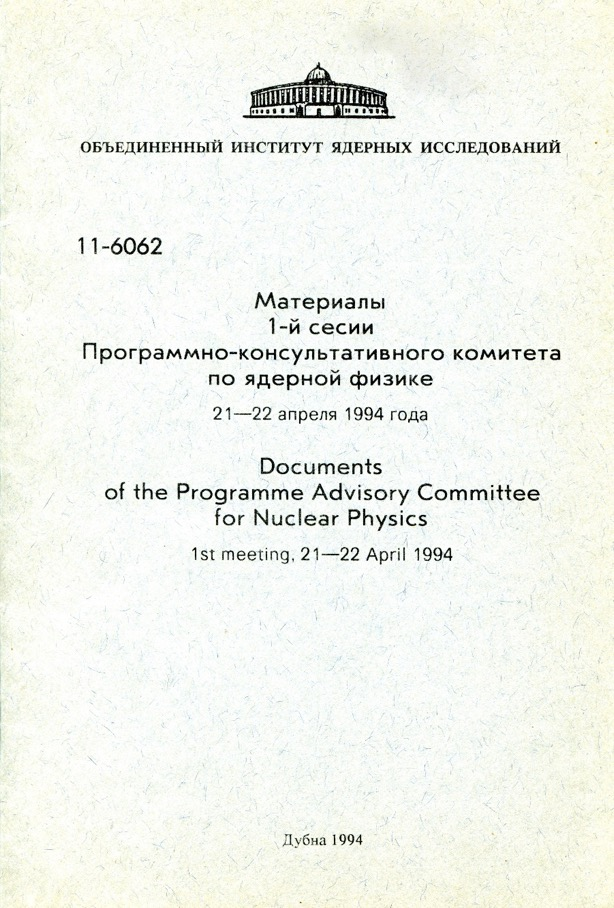 ОБЪЕДИНЕННЫЙ ИНСТИТУТ ЯДЕРНЫХ ИССЛЕДОВАНИЙ
11-6062
Материалы
1-й сесии
Программно-консультативного комитета
по ядерной физике
21—22 апреля 1994 года
Documents
of the Programme Advisory Committee
for Nuclear Physics
1st meeting, 21—22 April 1994
Дубна 1994